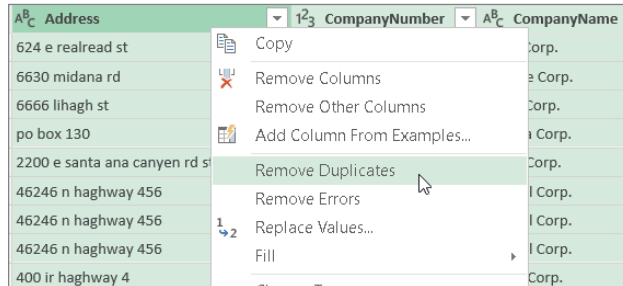 ABC Address 123 CompanyNumber ABC CompanyName
624 e realread st Copy Corp.
6630 midana rd Remove Columns e Corp.
6666 lihagh st Remove Other Columns Corp.
po box 130 Add Column From Examples... a Corp.
2200 e santa ana canyen rd st Remove Duplicates Corp.
46246 n haghway 456 Remove Errors l Corp.
46246 n haghway 456 Replace Values... l Corp.
46246 n haghway 456 Fill l Corp.
400 ir haghway 4 Corp.